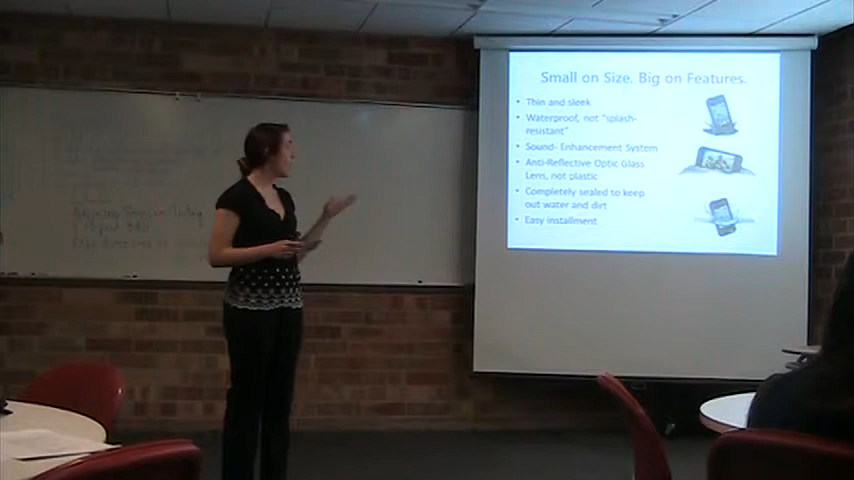 Small on Size. Big on Features.
• Thin and sleek
• Waterproof, not "splash-
resistant"
• Sound- Enhancement System
• Anti-Reflective Optic Glass
Lens, not plastic
• Completely sealed to keep
out water and dirt
• Easy installment